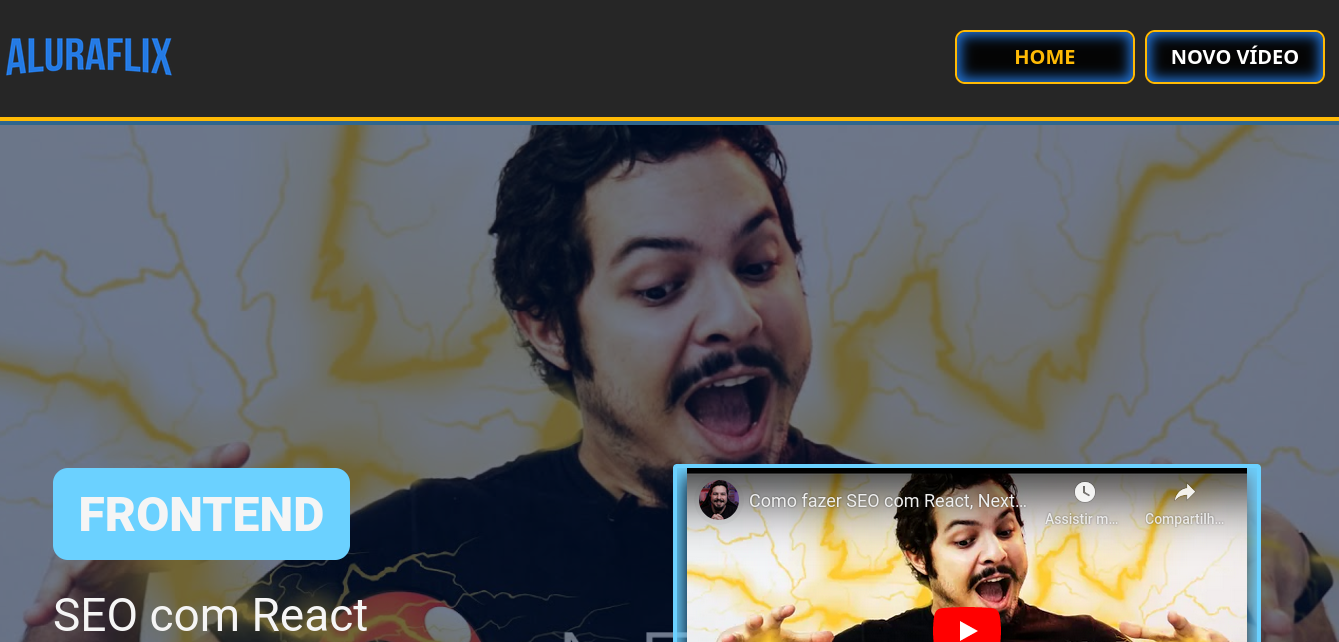 ALURAFLIX
HOME
NOVO VÍDEO
FRONTEND
Como fazer SEO com React, Next...
Assistir m...
Compartilh...
SEO com React